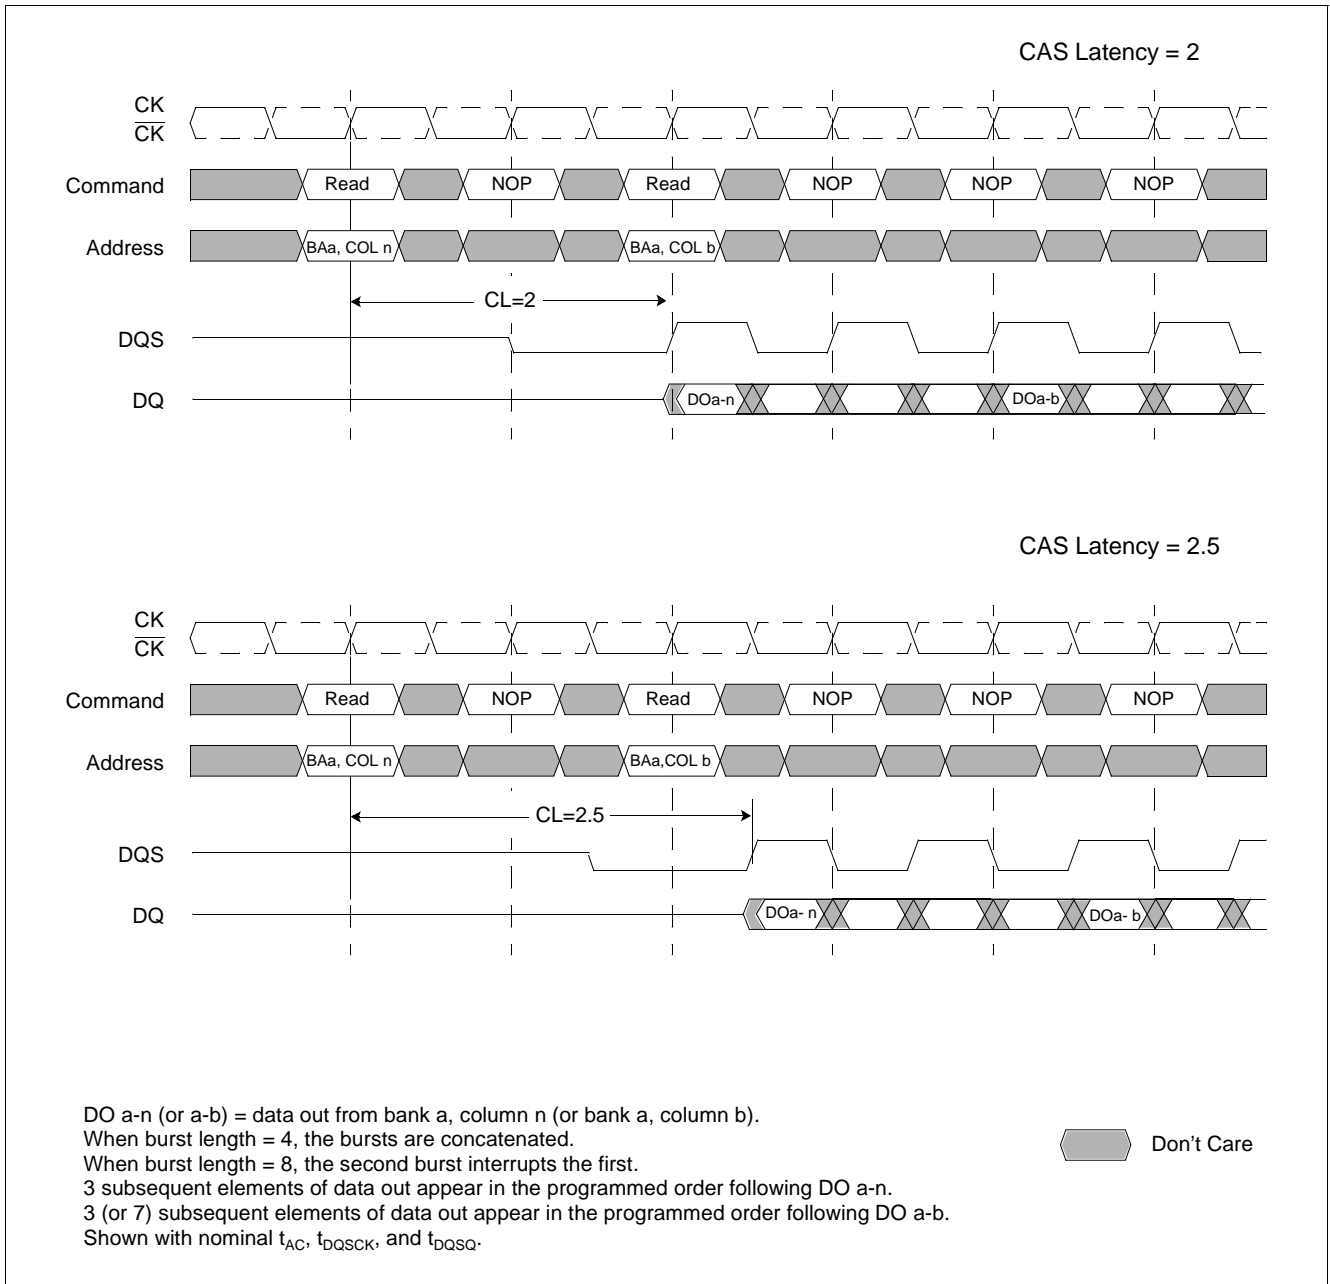 CAS Latency = 2
CK
CK
Command Read NOP Read NOP NOP NOP
Address BAa, COL n BAa, COL b
CL=2
DQS
DQ DOa-n DOa-b
CAS Latency = 2.5
CK
CK
Command Read NOP Read NOP NOP NOP
Address BAa, COL n BAa,COL b
CL=2.5
DQS
DQ DOa- n DOa- b
DO a-n (or a-b) = data out from bank a, column n (or bank a, column b).
When burst length = 4, the bursts are concatenated.
When burst length = 8, the second burst interrupts the first.
3 subsequent elements of data out appear in the programmed order following DO a-n.
3 (or 7) subsequent elements of data out appear in the programmed order following DO a-b.
Shown with nominal tAC, tDQSCK, and tDQSQ.
Don't Care